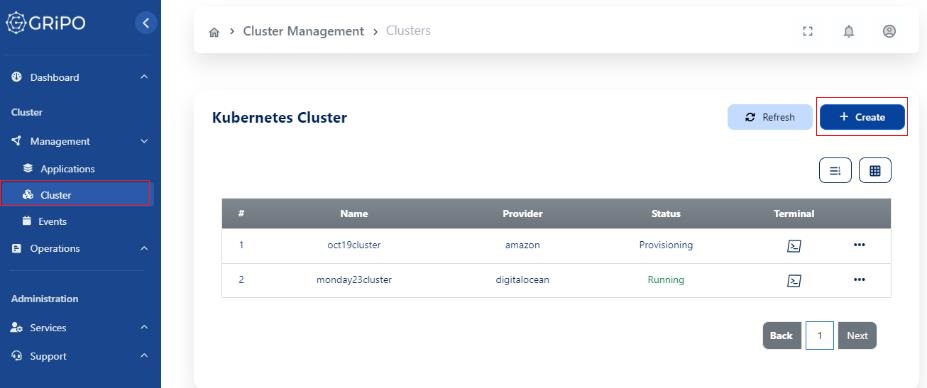 GRIPO
Cluster Management
Clusters
Dashboard
Cluster
Management
Applications
Cluster
Events
Operations
Administration
Services
Support
Kubernetes Cluster
Refresh
+ Create
# Name Provider Status Terminal
1 oct19cluster amazon Provisioning
2 monday23cluster digitalocean Running
Back 1 Next